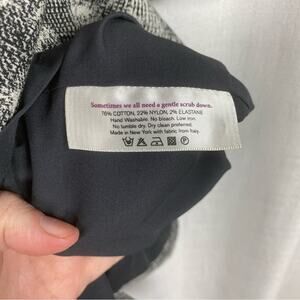 Sometimes we all need a gentle scrub down.
76% COTTON, 22% NYLON, 2% ELASTANE
Hand Washable. No bleach. Low iron.
No tumble dry. Dry clean preferred.
Made in New York with fabric from Italy.